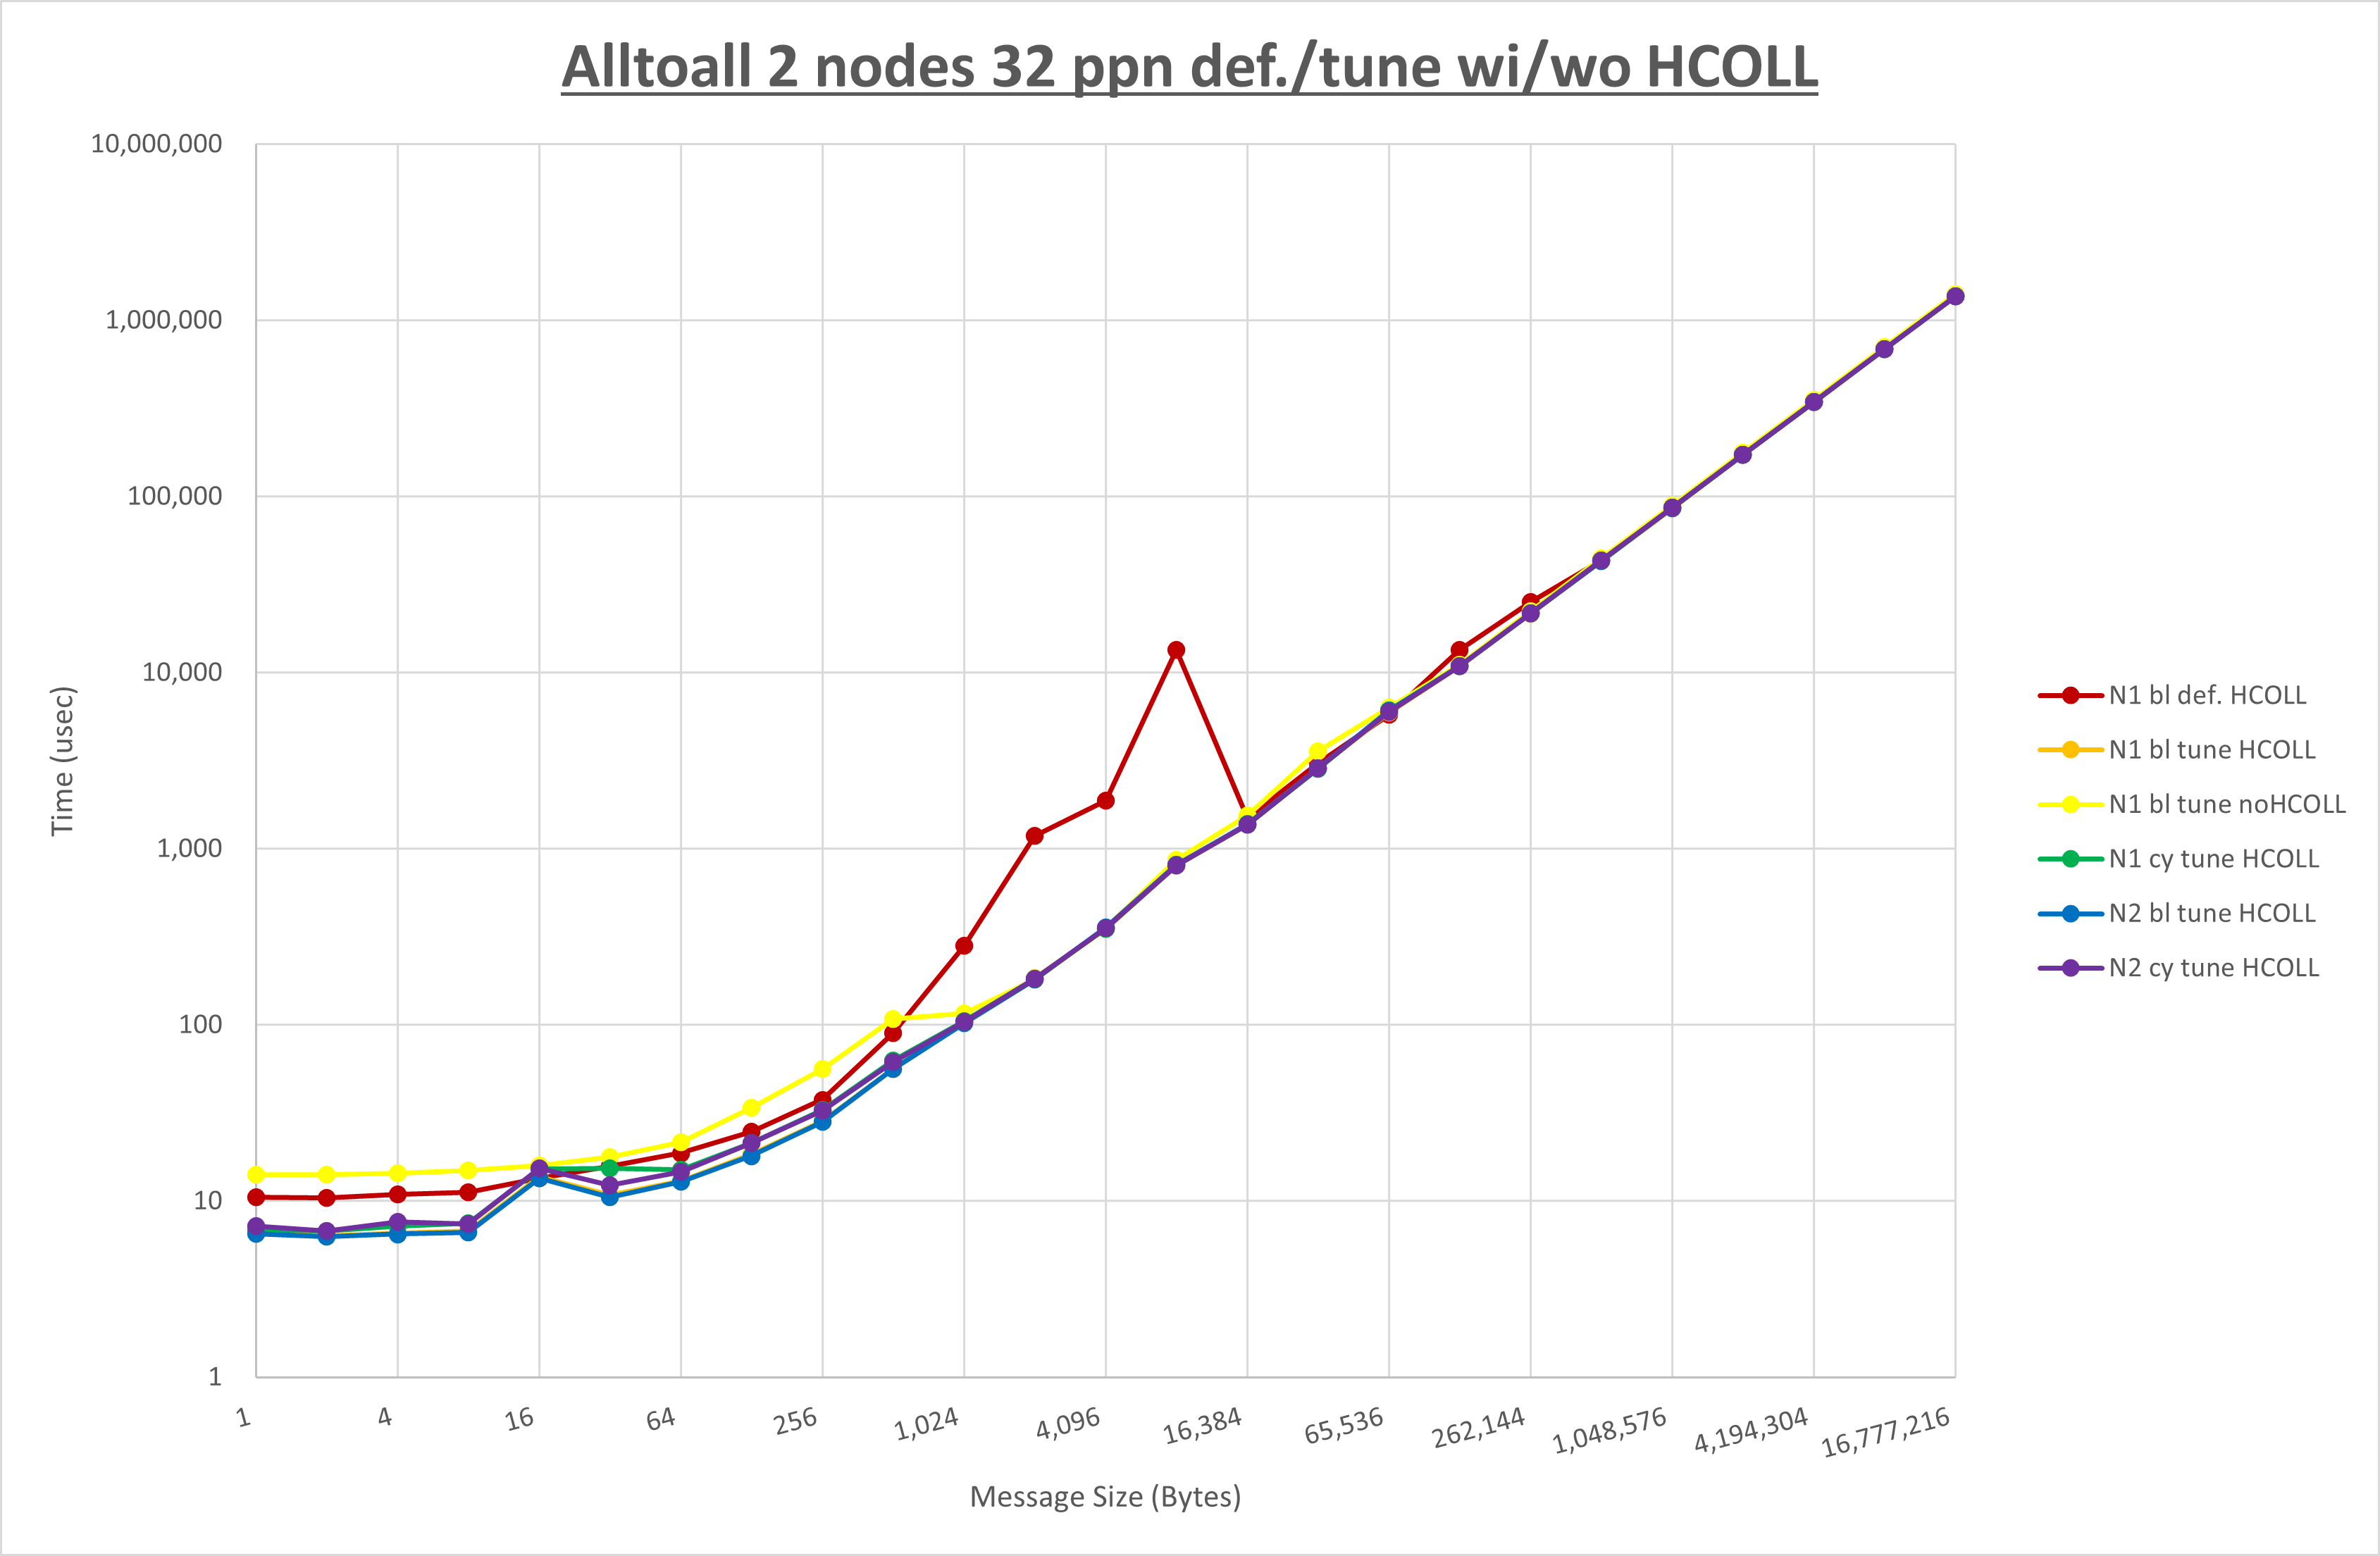 Alltoall 2 nodes 32 ppn def./tune wi/wo HCOLL
10,000,000
1,000,000
100,000
10,000
1,000
100
10
1
Time (usec)
1 4 16 64 256 1,024 4,096 16,384 65,536 262,144 1,048,576 4,194,304 16,777,216
Message Size (Bytes)
N1 bl def. HCOLL
N1 bl tune HCOLL
N1 bl tune noHCOLL
N1 cy tune HCOLL
N2 bl tune HCOLL
N2 cy tune HCOLL